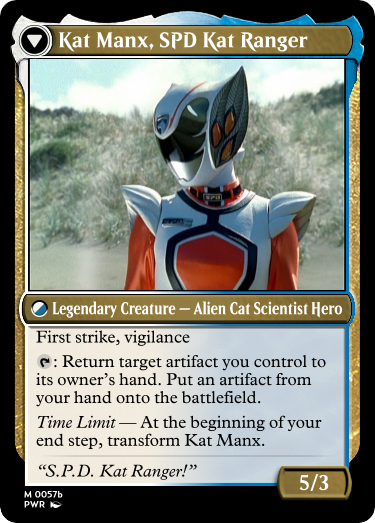 Kat Manx, SPD Kat Ranger
SPD
Legendary Creature — Alien Cat Scientist Hero
First strike, vigilance
: Return target artifact you control to
its owner's hand. Put an artifact from
your hand onto the battlefield.
Time Limit — At the beginning of your
end step, transform Kat Manx.
“S.P.D. Kat Ranger!”
5/3
M 0057b
PWR